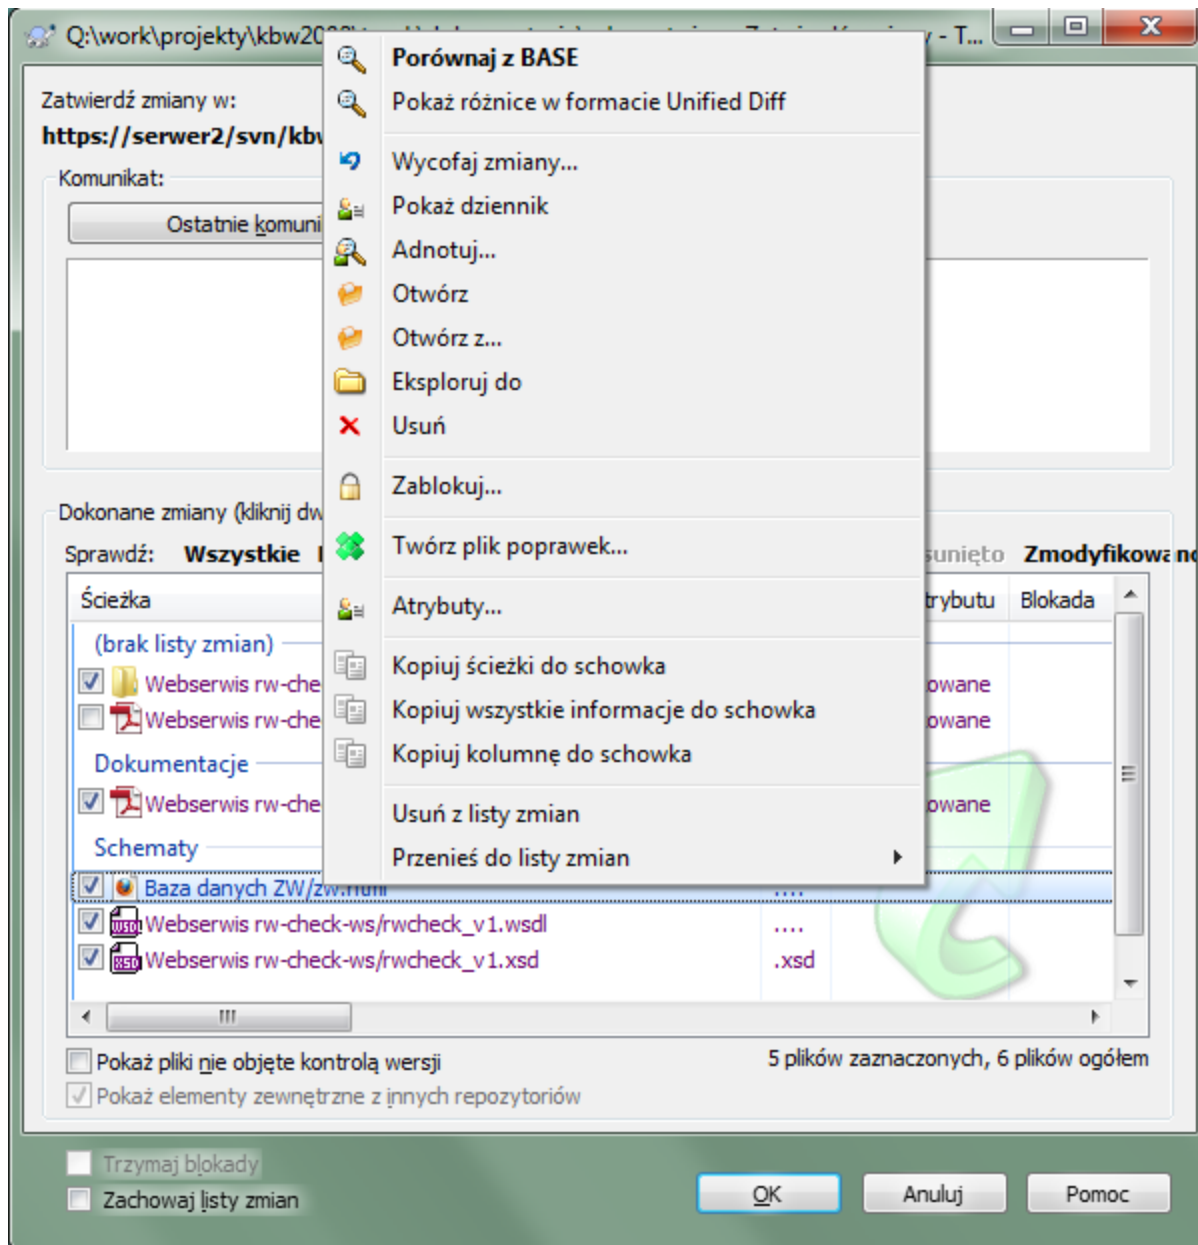 Q:\work\projekty\kbw20 - T...
Zatwierdź zmiany w:
https://serwer2/svn/kbw
Komunikat:
Ostatnie komuni
Porównaj z BASE
Pokaż różnice w formacie Unified Diff
Wycofaj zmiany...
Pokaż dziennik
Adnotuj...
Otwórz
Otwórz z...
Eksploruj do
Usuń
Zablokuj...
Twórz plik poprawek...
Atrybuty...
Kopiuj ścieżki do schowka
Kopiuj wszystkie informacje do schowka
Kopiuj kolumnę do schowka
Usuń z listy zmian
Przenieś do listy zmian
Dokonane zmiany (kliknij dw
Sprawdź: Wszystkie sunięto Zmodyfikowano
Ścieżka trybutu Blokada
(brak listy zmian)
Webserwis rw-che owane
Webserwis rw-che owane
Dokumentacje
Webserwis rw-che owane
Schematy
Baza danych ZW/zw.html ....
Webserwis rw-check-ws/rwcheck_v1.wsdl ....
Webserwis rw-check-ws/rwcheck_v1.xsd .xsd
Pokaż pliki nie objęte kontrolą wersji 5 plików zaznaczonych, 6 plików ogółem
Pokaż elementy zewnętrzne z innych repozytoriów
Trzymaj blokady
Zachowaj listy zmian
OK Anuluj Pomoc